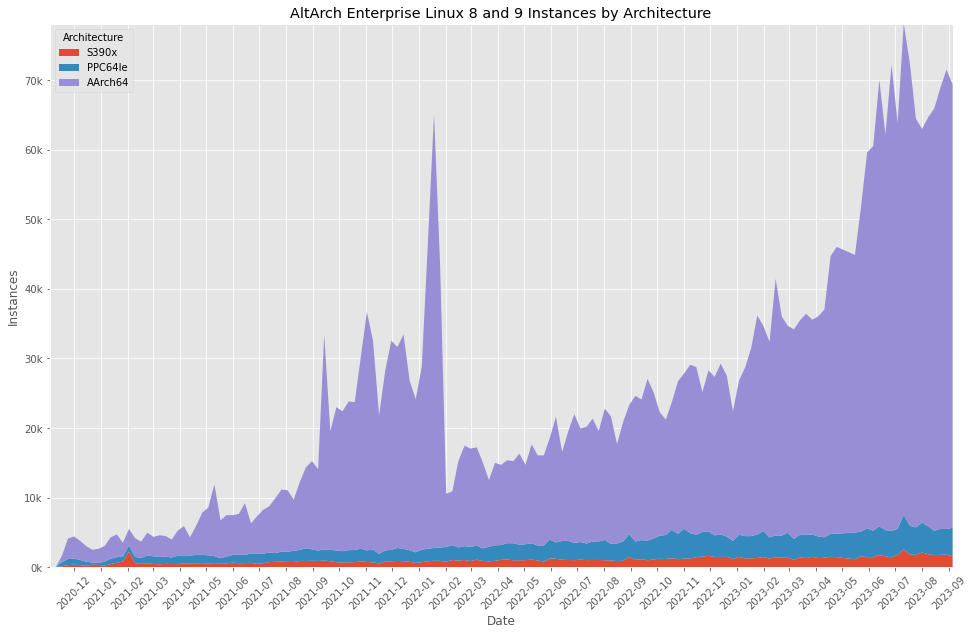 AltArch Enterprise Linux 8 and 9 Instances by Architecture
Architecture
S390x
PPC64le
AArch64
70k
60k
50k
40k
30k
20k
10k
0k
Instances
2020-12
2021-01
2021-02
2021-03
2021-04
2021-05
2021-06
2021-07
2021-08
2021-09
2021-10
2021-11
2021-12
2022-01
2022-02
2022-03
2022-04
2022-05
2022-06
2022-07
2022-08
2022-09
2022-10
2022-11
2022-12
2023-01
2023-02
2023-03
2023-04
2023-05
2023-06
2023-07
2023-08
2023-09
Date